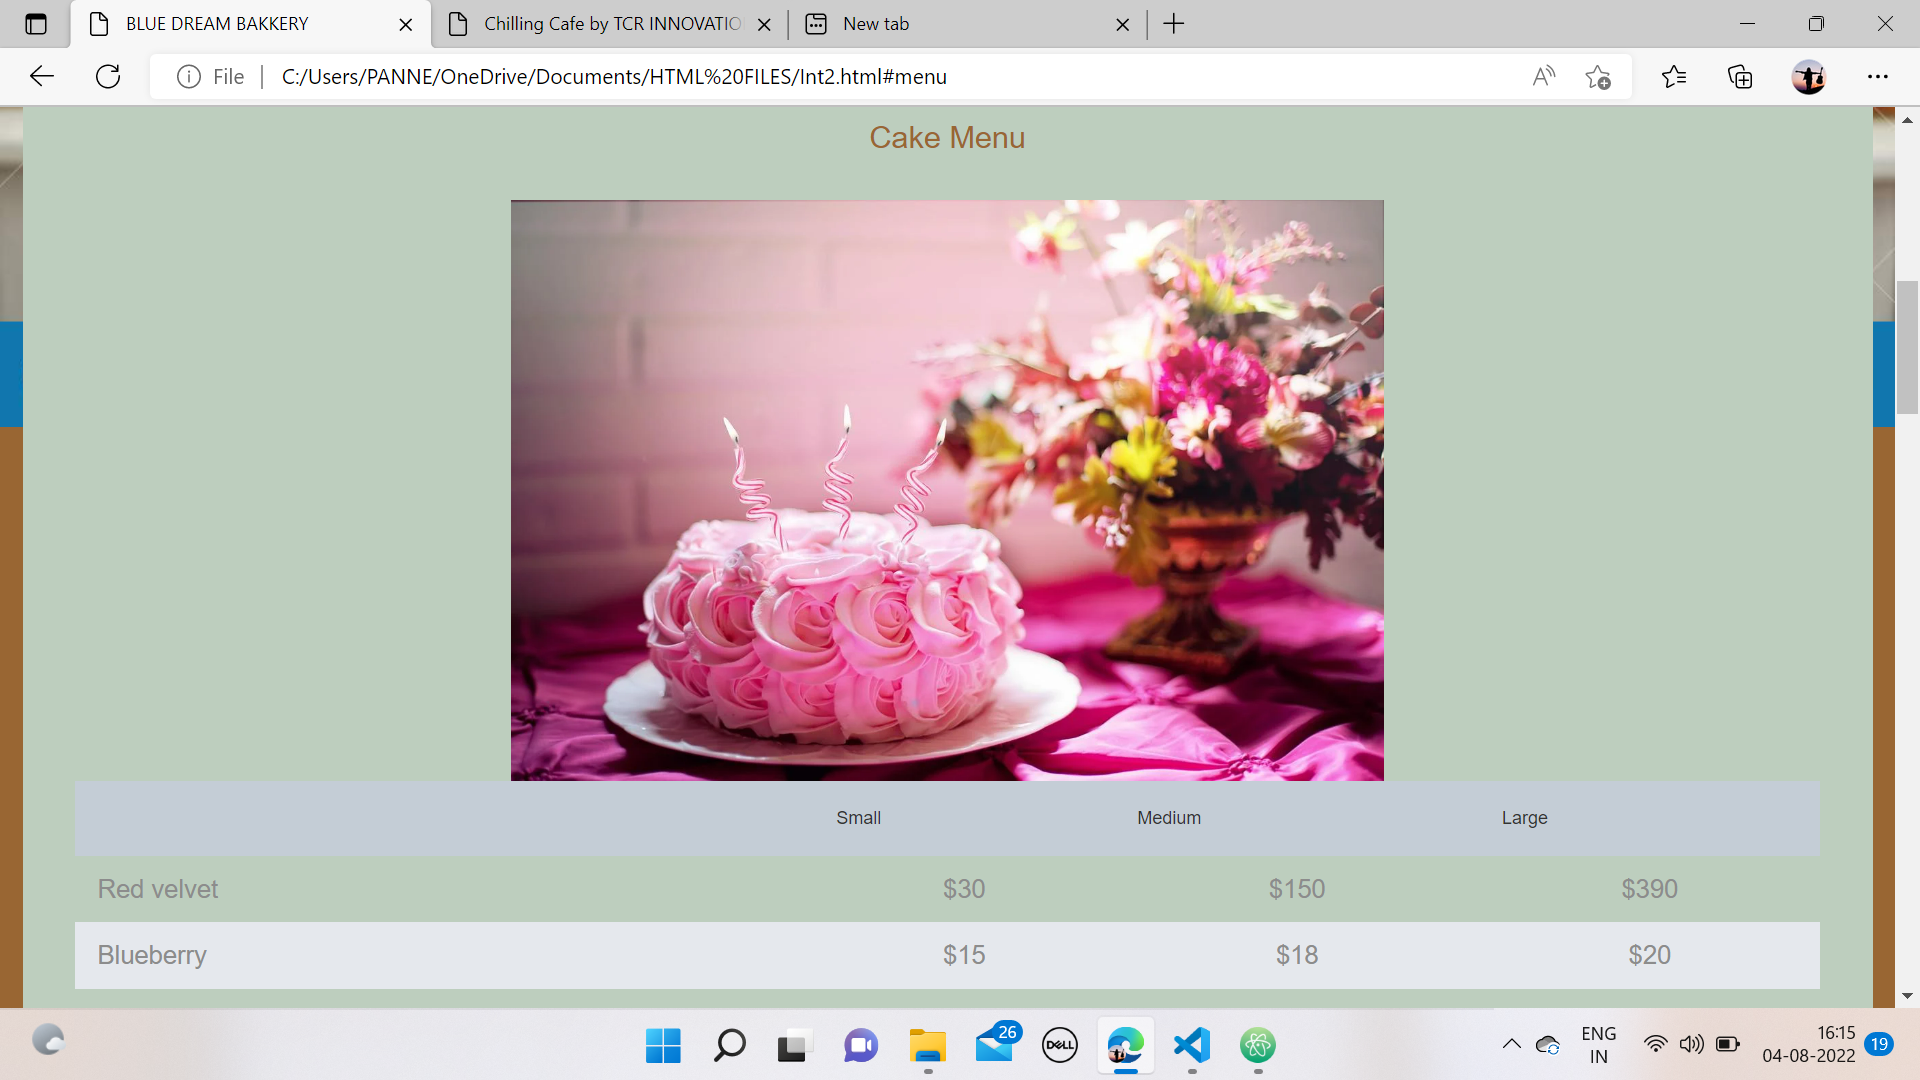 BLUE DREAM BAKKERY
Chilling Cafe by TCR INNOVATIO
New tab
File
C:/Users/PANNE/OneDrive/Documents/HTML%20FILES/Int2.html#menu
Cake Menu
Small Medium Large
Red velvet $30 $150 $390
Blueberry $15 $18 $20
26
DELL
ENG
IN
16:15
04-08-2022
19